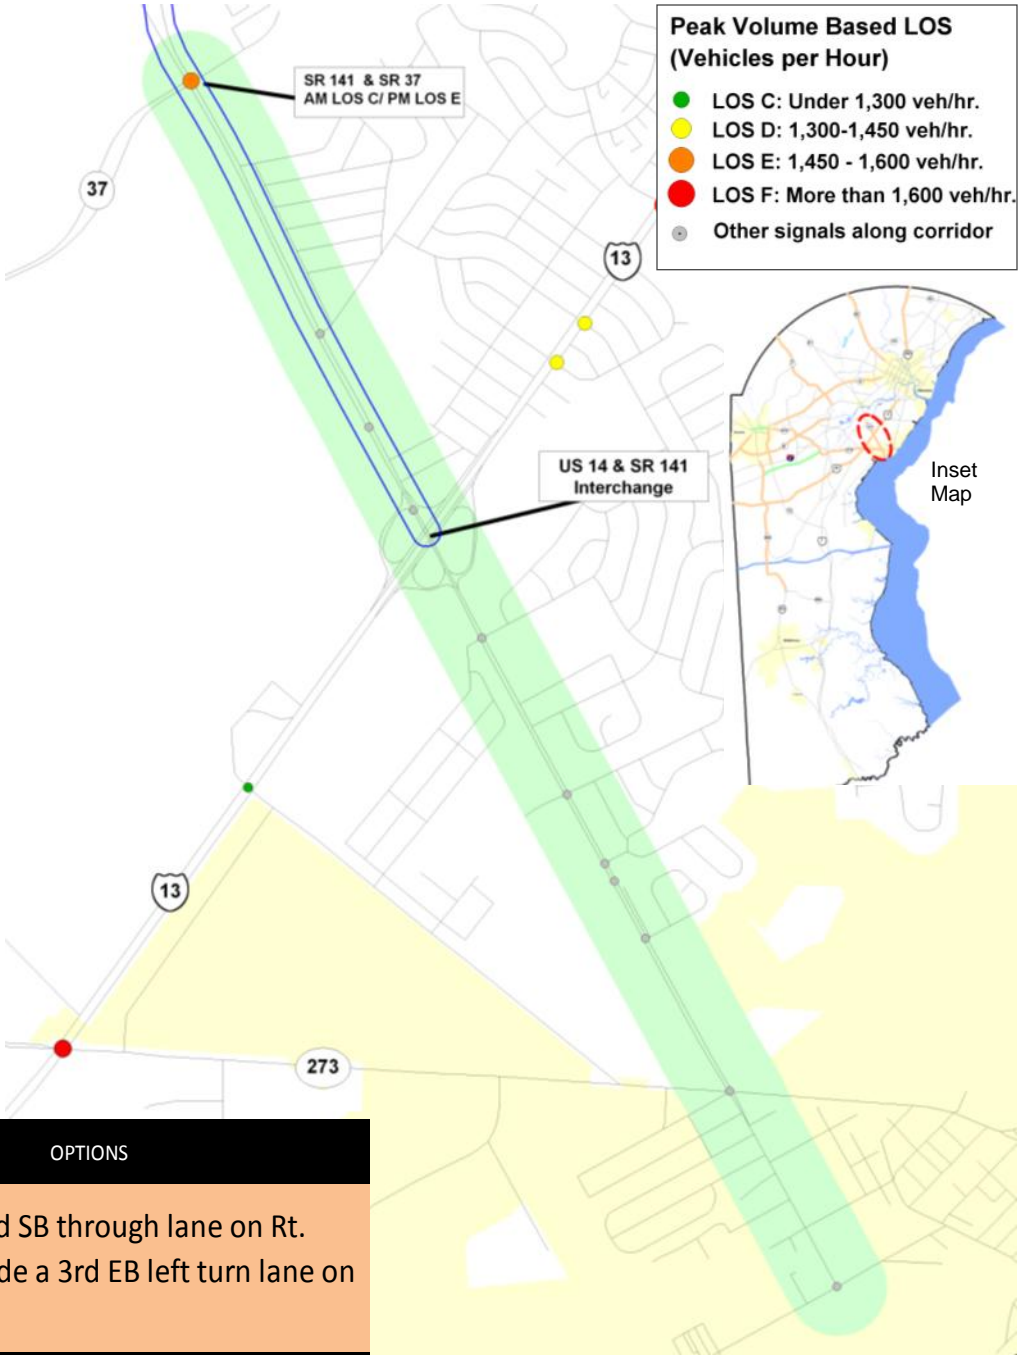 Peak Volume Based LOS
(Vehicles per Hour)
LOS C: Under 1,300 veh/hr.
LOS D: 1,300-1,450 veh/hr.
LOS E: 1,450 - 1,600 veh/hr.
LOS F: More than 1,600 veh/hr.
Other signals along corridor
SR 141 & SR 37
AM LOS C/ PM LOS E
37
13
US 14 & SR 141
Interchange
Inset
Map
13
273
OPTIONS
SB through lane on Rt.
a 3rd EB left turn lane on